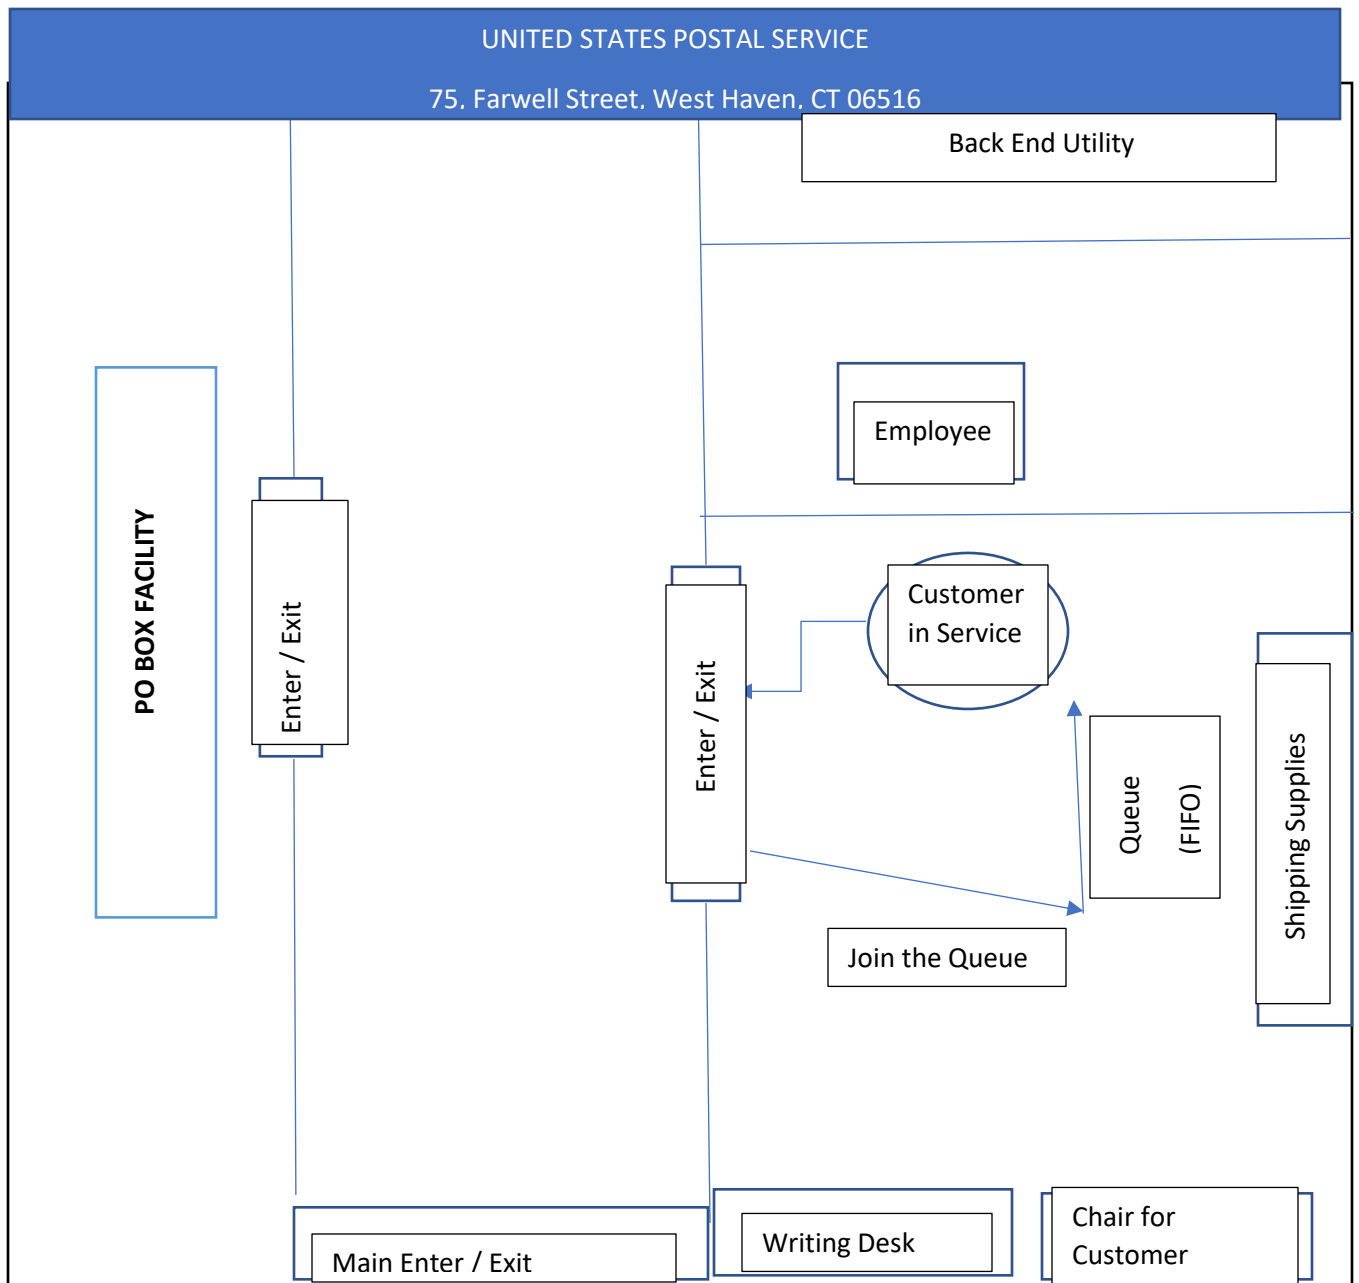 UNITED STATES POSTAL SERVICE
75, Farwell Street, West Haven, CT 06516
Back End Utility
Employee
PO BOX FACILITY
Enter / Exit
Enter / Exit
Customer
in Service
Queue
(FIFO)
Shipping Supplies
Join the Queue
Main Enter / Exit
Writing Desk
Chair for
Customer